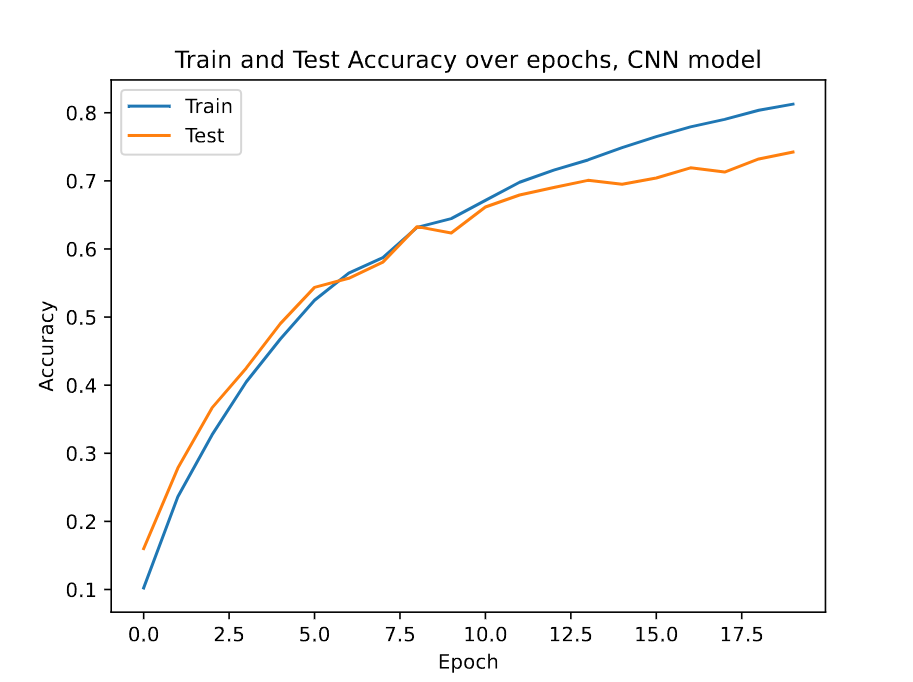 Train and Test Accuracy over epochs, CNN model
Train
Test
0.8
0.7
0.6
0.5
0.4
0.3
0.2
0.1
Accuracy
0.0 2.5 5.0 7.5 10.0 12.5 15.0 17.5
Epoch